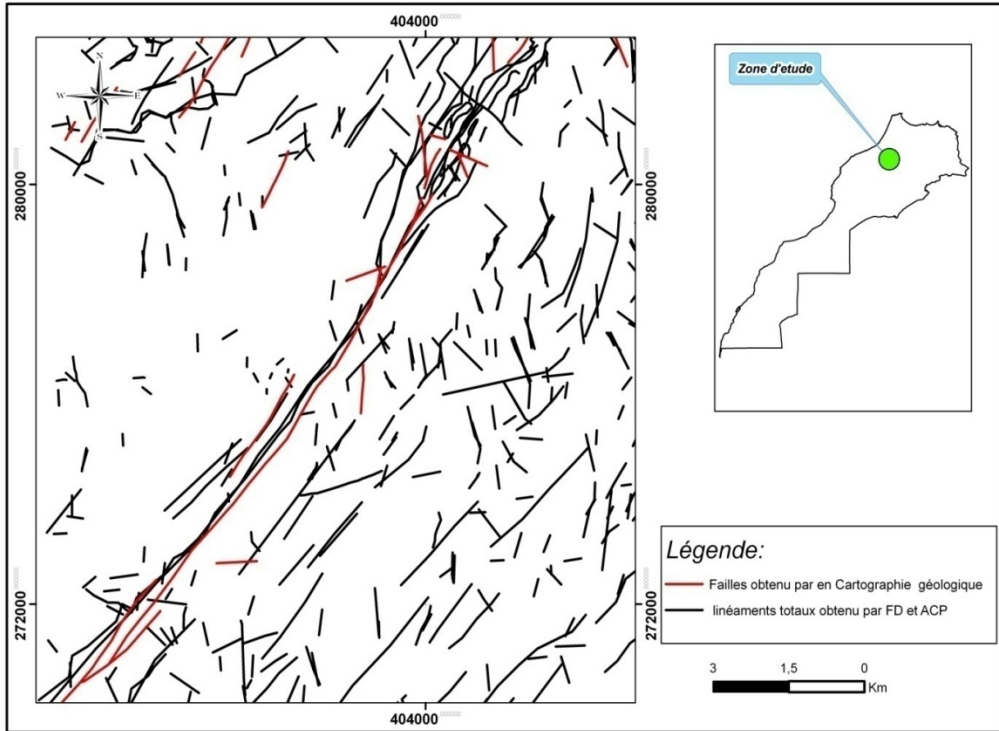 404000
N
W E
S
280000
280000
272000
272000
404000
Zone d'etude
Légende:
Failles obtenu par en Cartographie géologique
linéaments totaux obtenu par FD et ACP
3 1,5 0
Km